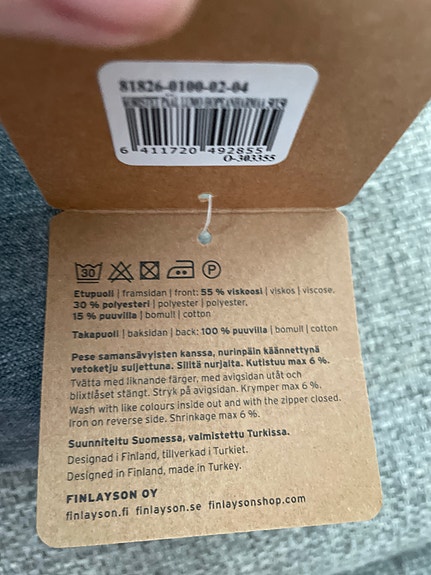 81826-0100-02-04
6 411720 492855
O-303355
30 P
Etupuoli | framsidan | front: 55 % viskoosi | viskos | viscose,
30 % polyesteri | polyester | polyester,
15 % puuvilla | bomull | cotton
Takapuoli | baksidan | back: 100 % puuvilla | bomull | cotton
Pese samansävyisten kanssa, nurinpäin käännettynä
vetoketju suljettuna. Silitä nurjalta. Kutistuu max 6 %.
Tvätta med liknande färger, med avigsidan utåt och
blixtlåset stängt. Stryk på avigsidan. Krymper max 6 %.
Wash with like colours inside out and with the zipper closed.
Iron on reverse side. Shrinkage max 6 %.
Suunniteltu Suomessa, valmistettu Turkissa.
Designad i Finland, tillverkad i Turkiet.
Designed in Finland, made in Turkey.
FINLAYSON OY
finlayson.fi finlayson.se finlaysonshop.com